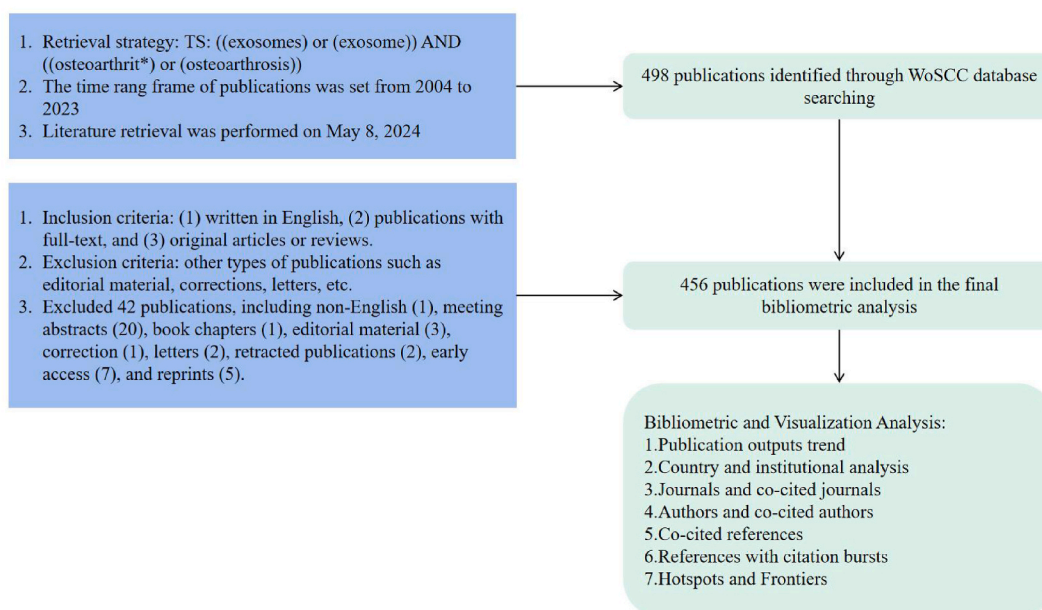 1. Retrieval strategy: TS: ((exosomes) or (exosome)) AND
((osteoarthrit*) or (osteoarthrosis))
2. The time rang frame of publications was set from 2004 to
2023
3. Literature retrieval was performed on May 8, 2024
498 publications identified through WoSCC database
searching
1. Inclusion criteria: (1) written in English, (2) publications with
full-text, and (3) original articles or reviews.
2. Exclusion criteria: other types of publications such as
editorial material, corrections, letters, etc.
3. Excluded 42 publications, including non-English (1), meeting
abstracts (20), book chapters (1), editorial material (3),
correction (1), letters (2), retracted publications (2), early
access (7), and reprints (5).
456 publications were included in the final
bibliometric analysis
Bibliometric and Visualization Analysis:
1.Publication outputs trend
2.Country and institutional analysis
3.Journals and co-cited journals
4.Authors and co-cited authors
5.Co-cited references
6.References with citation bursts
7.Hotspots and Frontiers